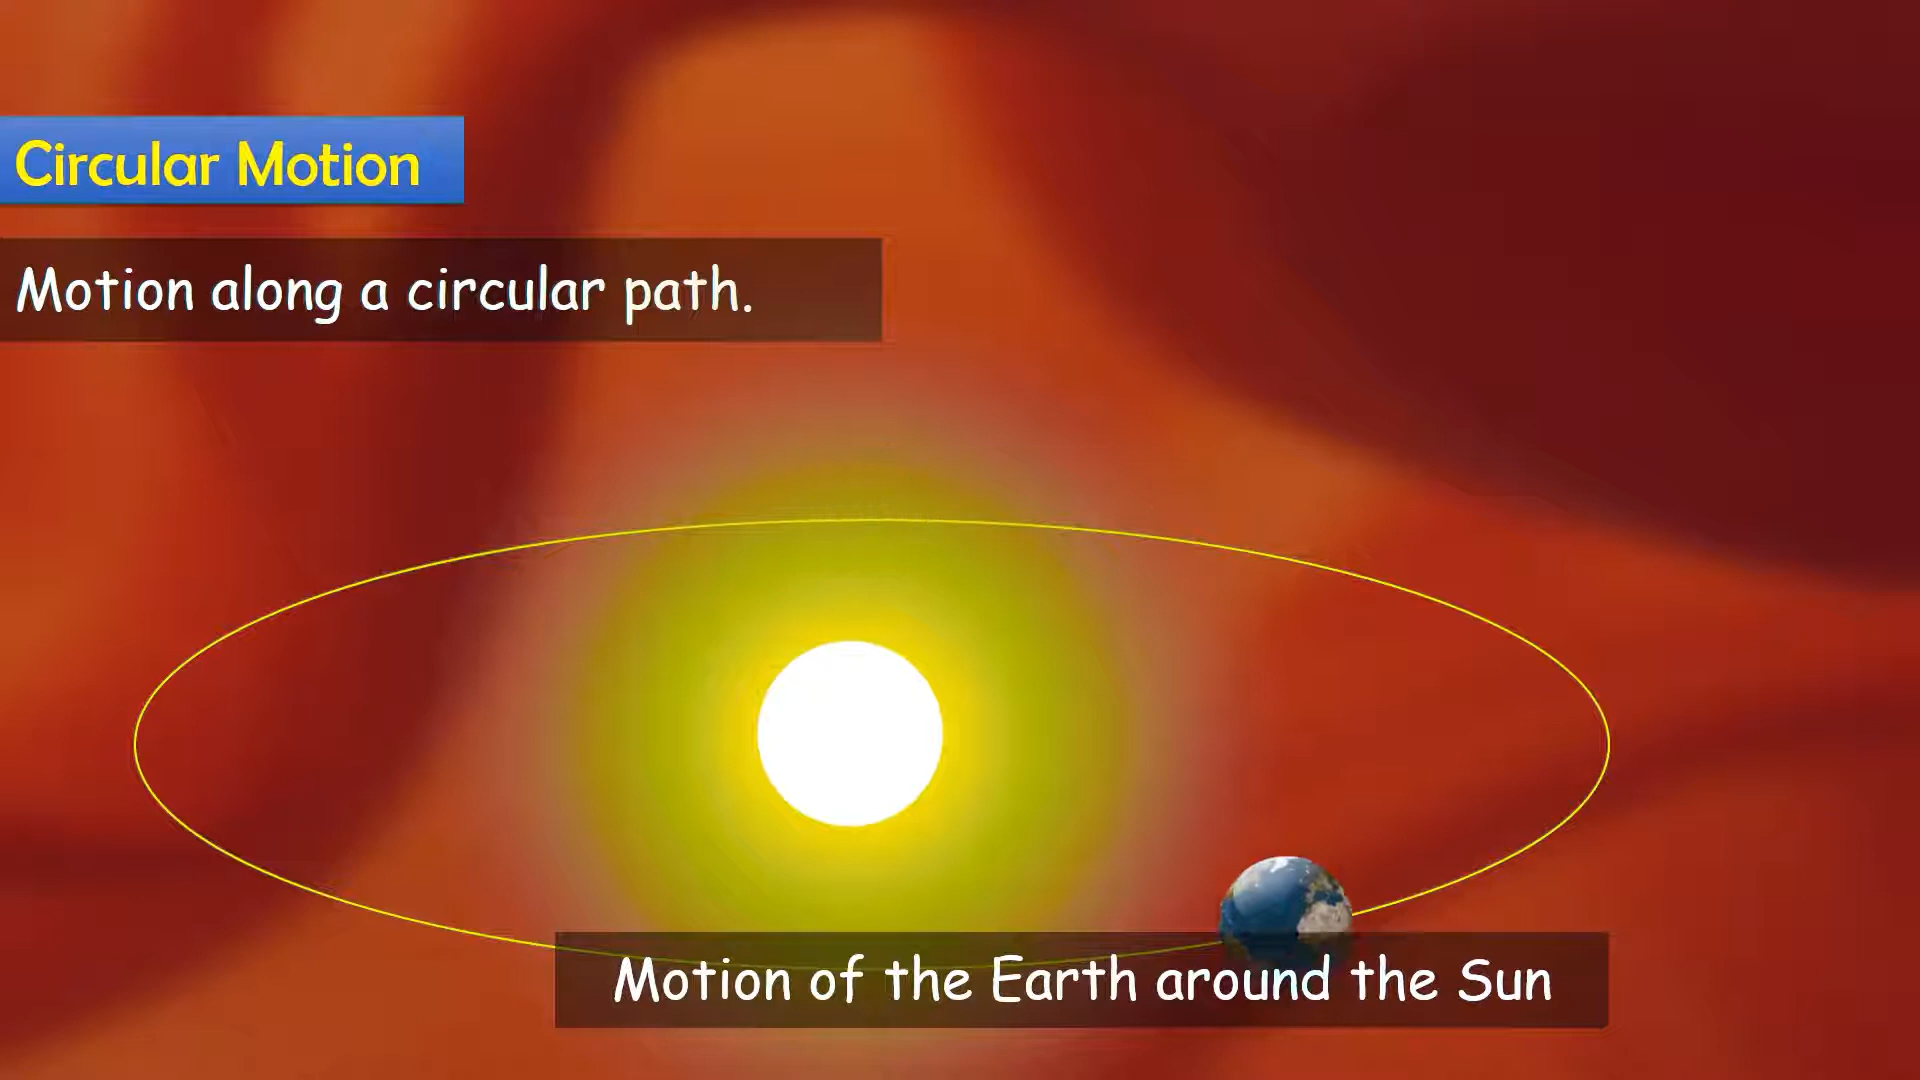 Circular Motion
Motion along a circular path.
Motion of the Earth around the Sun